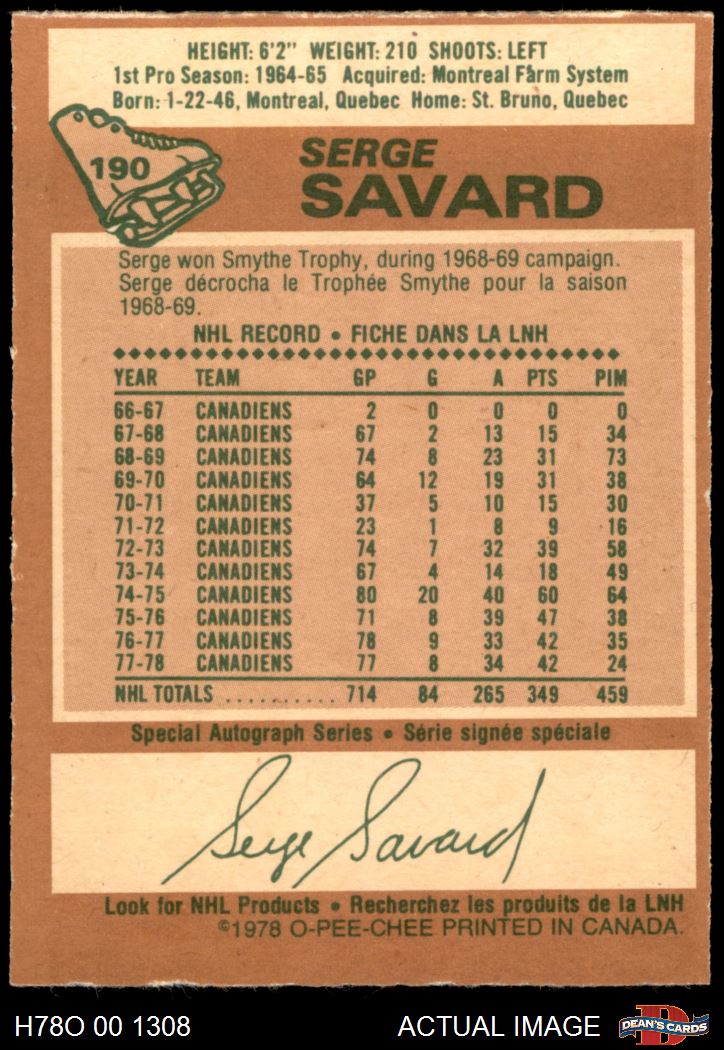 HEIGHT: 6'2" WEIGHT: 210 SHOOTS: LEFT
1st Pro Season: 1964-65 Acquired: Montreal Farm System
Born: 1-22-46, Montreal, Quebec Home: St. Bruno, Quebec
190
SERGE
SAVARD
Serge won Smythe Trophy, during 1968-69 campaign.
Serge décrocha le Trophée Smythe pour la saison
1968-69.
NHL RECORD • FICHE DANS LA LNH
YEAR TEAM GP G A PTS PIM
66-67 CANADIENS 2 0 0 0 0
67-68 CANADIENS 67 2 13 15 34
68-69 CANADIENS 74 8 23 31 73
69-70 CANADIENS 64 12 19 31 38
70-71 CANADIENS 37 5 10 15 30
71-72 CANADIENS 23 1 8 9 16
72-73 CANADIENS 74 7 32 39 58
73-74 CANADIENS 67 4 14 18 49
74-75 CANADIENS 80 20 40 60 64
75-76 CANADIENS 71 8 39 47 38
76-77 CANADIENS 78 9 33 42 35
77-78 CANADIENS 77 8 34 42 24
NHL TOTALS ........... 714 84 265 349 459
Special Autograph Series • Série signée spéciale
Serge Savard
Look for NHL Products • Recherchez les produits de la LNH
©1978 O-PEE-CHEE PRINTED IN CANADA.
H78O 00 1308 ACTUAL IMAGE D DEAN'S CARDS